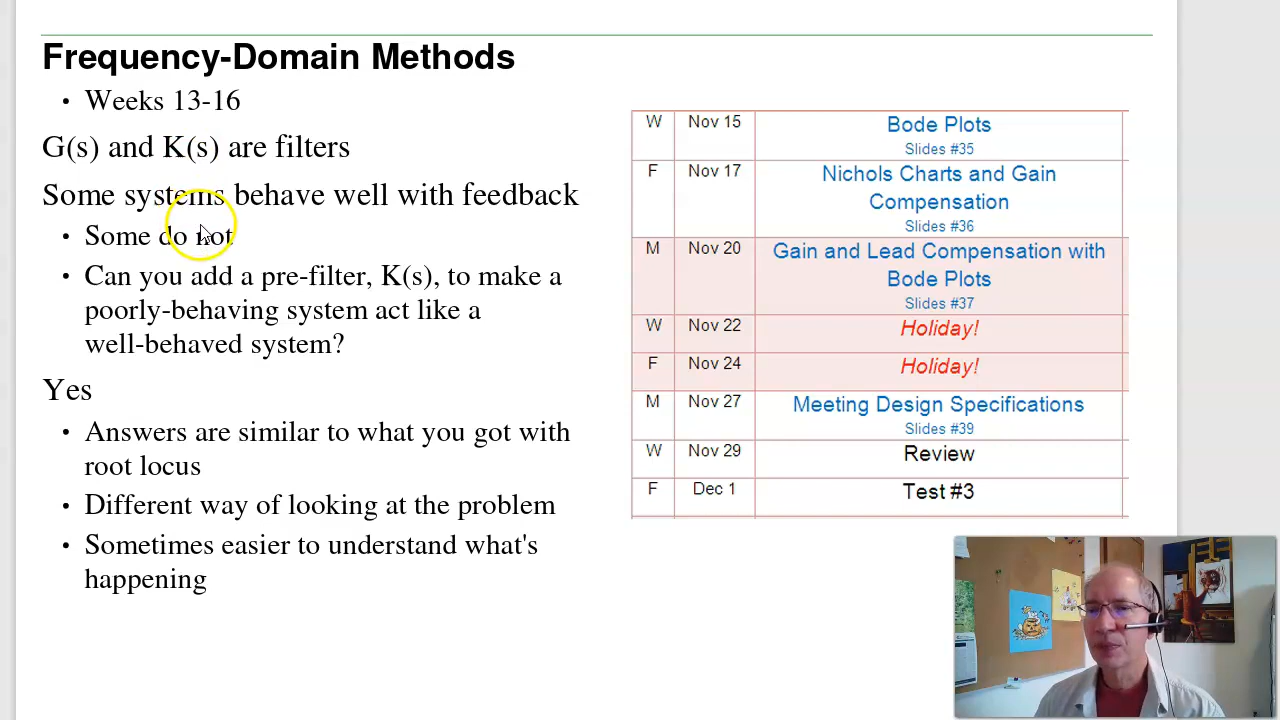 Frequency-Domain Methods
• Weeks 13-16
G(s) and K(s) are filters
Some systems behave well with feedback
• Some do not
• Can you add a pre-filter, K(s), to make a
poorly-behaving system act like a
well-behaved system?
Yes
• Answers are similar to what you got with
root locus
• Different way of looking at the problem
• Sometimes easier to understand what's
happening
W Nov 15 Bode Plots
Slides #35
F Nov 17 Nichols Charts and Gain
Compensation
Slides #36
M Nov 20 Gain and Lead Compensation with
Bode Plots
Slides #37
W Nov 22 Holiday!
F Nov 24 Holiday!
M Nov 27 Meeting Design Specifications
Slides #39
W Nov 29 Review
F Dec 1 Test #3